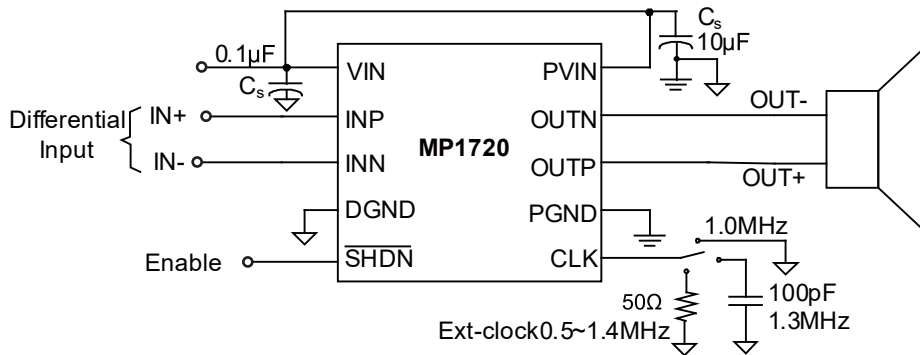 Cs
0.1µF
10µF
Cs
VIN
PVIN
OUT-
Differential
Input
IN+
INP
OUTN
MP1720
IN-
INN
OUTP
OUT+
DGND
PGND
1.0MHz
Enable
SHDN
CLK
50Ω
100pF
Ext-clock0.5~1.4MHz
1.3MHz